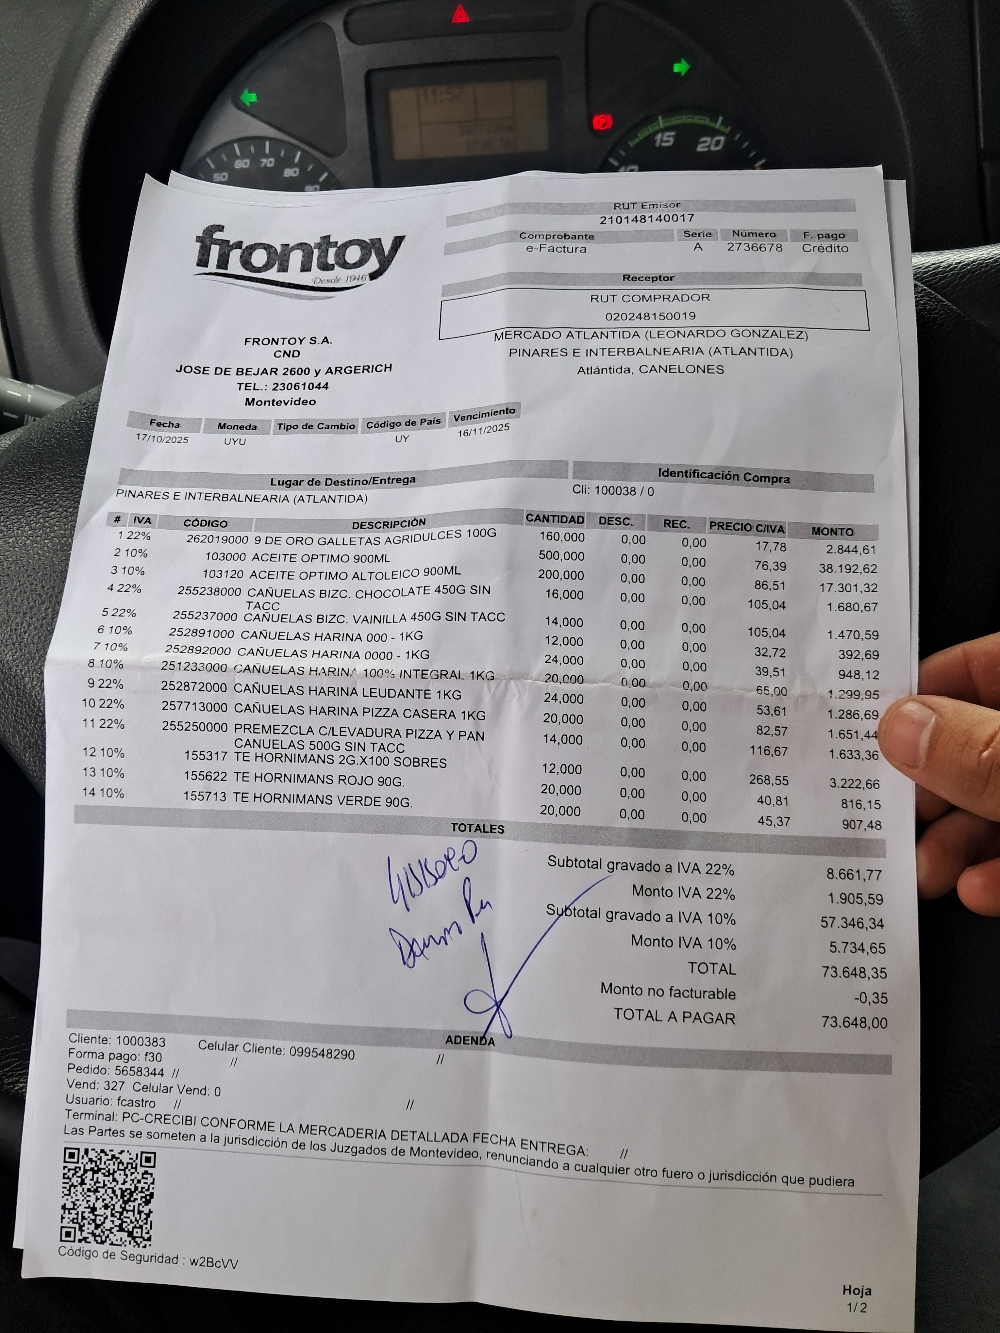 11:57
50 60 70 80 90
10 15 20
frontoy
Desde 1946
RUT Emisor
210148140017
Comprobante Serie Número F. pago
e-Factura A 2736678 Crédito
Receptor
RUT COMPRADOR
020248150019
MERCADO ATLANTIDA (LEONARDO GONZALEZ)
PINARES E INTERBALNEARIA (ATLANTIDA)
Atlántida, CANELONES
FRONTOY S.A.
CND
JOSE DE BEJAR 2600 y ARGERICH
TEL.: 23061044
Montevideo
Fecha Moneda Tipo de Cambio Código de País Vencimiento
17/10/2025 UYU UY 16/11/2025
Lugar de Destino/Entrega Identificación Compra
PINARES E INTERBALNEARIA (ATLANTIDA) Cli: 100038 / 0
# IVA CÓDIGO DESCRIPCIÓN CANTIDAD DESC. REC. PRECIO C/IVA MONTO
1 22% 262019000 9 DE ORO GALLETAS AGRIDULCES 100G 160,000 0,00 0,00 17,78 2.844,61
2 10% 103000 ACEITE OPTIMO 900ML 500,000 0,00 0,00 76,39 38.192,62
3 10% 103120 ACEITE OPTIMO ALTOLEICO 900ML 200,000 0,00 0,00 86,51 17.301,32
4 22% 255238000 CAÑUELAS BIZC. CHOCOLATE 450G SIN 16,000 0,00 0,00 105,04 1.680,67
TACC
5 22% 255237000 CAÑUELAS BIZC. VAINILLA 450G SIN TACC 14,000 0,00 0,00 105,04 1.470,59
6 10% 252891000 CAÑUELAS HARINA 000 - 1KG 12,000 0,00 0,00 32,72 392,69
7 10% 252892000 CAÑUELAS HARINA 0000 - 1KG 24,000 0,00 0,00 39,51 948,12
8 10% 251233000 CAÑUELAS HARINA 100% INTEGRAL 1KG 20,000 0,00 0,00 65,00 1.299,95
9 22% 252872000 CAÑUELAS HARINA LEUDANTE 1KG 24,000 0,00 0,00 53,61 1.286,69
10 22% 257713000 CAÑUELAS HARINA PIZZA CASERA 1KG 20,000 0,00 0,00 82,57 1.651,44
11 22% 255250000 PREMEZCLA C/LEVADURA PIZZA Y PAN 14,000 0,00 0,00 116,67 1.633,36
CANUELAS 500G SIN TACC
12 10% 155317 TE HORNIMANS 2G.X100 SOBRES 12,000 0,00 0,00 268,55 3.222,66
13 10% 155622 TE HORNIMANS ROJO 90G. 20,000 0,00 0,00 40,81 816,15
14 10% 155713 TE HORNIMANS VERDE 90G. 20,000 0,00 0,00 45,37 907,48
TOTALES
Subtotal gravado a IVA 22% 8.661,77
Monto IVA 22% 1.905,59
Subtotal gravado a IVA 10% 57.346,34
Monto IVA 10% 5.734,65
TOTAL 73.648,35
Monto no facturable -0,35
TOTAL A PAGAR 73.648,00
ADENDA
Cliente: 1000383 Celular Cliente: 099548290 //
Forma pago: f30 //
Pedido: 5658344 //
Vend: 327 Celular Vend: 0
Usuario: fcastro // //
Terminal: PC-CRECIBI CONFORME LA MERCADERIA DETALLADA FECHA ENTREGA: //
Las Partes se someten a la jurisdicción de los Juzgados de Montevideo, renunciando a cualquier otro fuero o jurisdicción que pudiera
Código de Seguridad : w2BcVV
Hoja
1/ 2